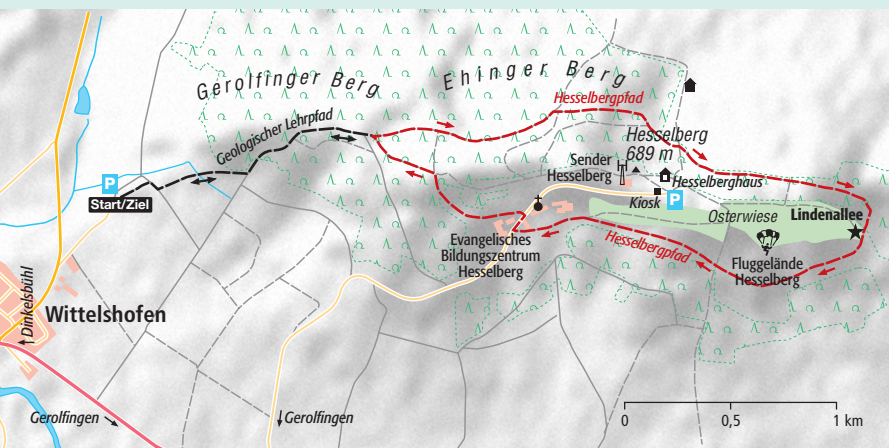 Gerolfinger Berg
Ehinger Berg
Hesselbergpfad
Geologischer Lehrpfad
Hesselberg
689 m
Sender
Hesselberg
Hesselberghaus
P
Start/Ziel
Kiosk
P
Osterwiese
Lindenallee
Evangelisches
Bildungszentrum
Hesselberg
Hesselbergpfad
Fluggelände
Hesselberg
Dinkelsbühl
Wittelshofen
Gerolfingen
Gerolfingen
0
0,5
1 km